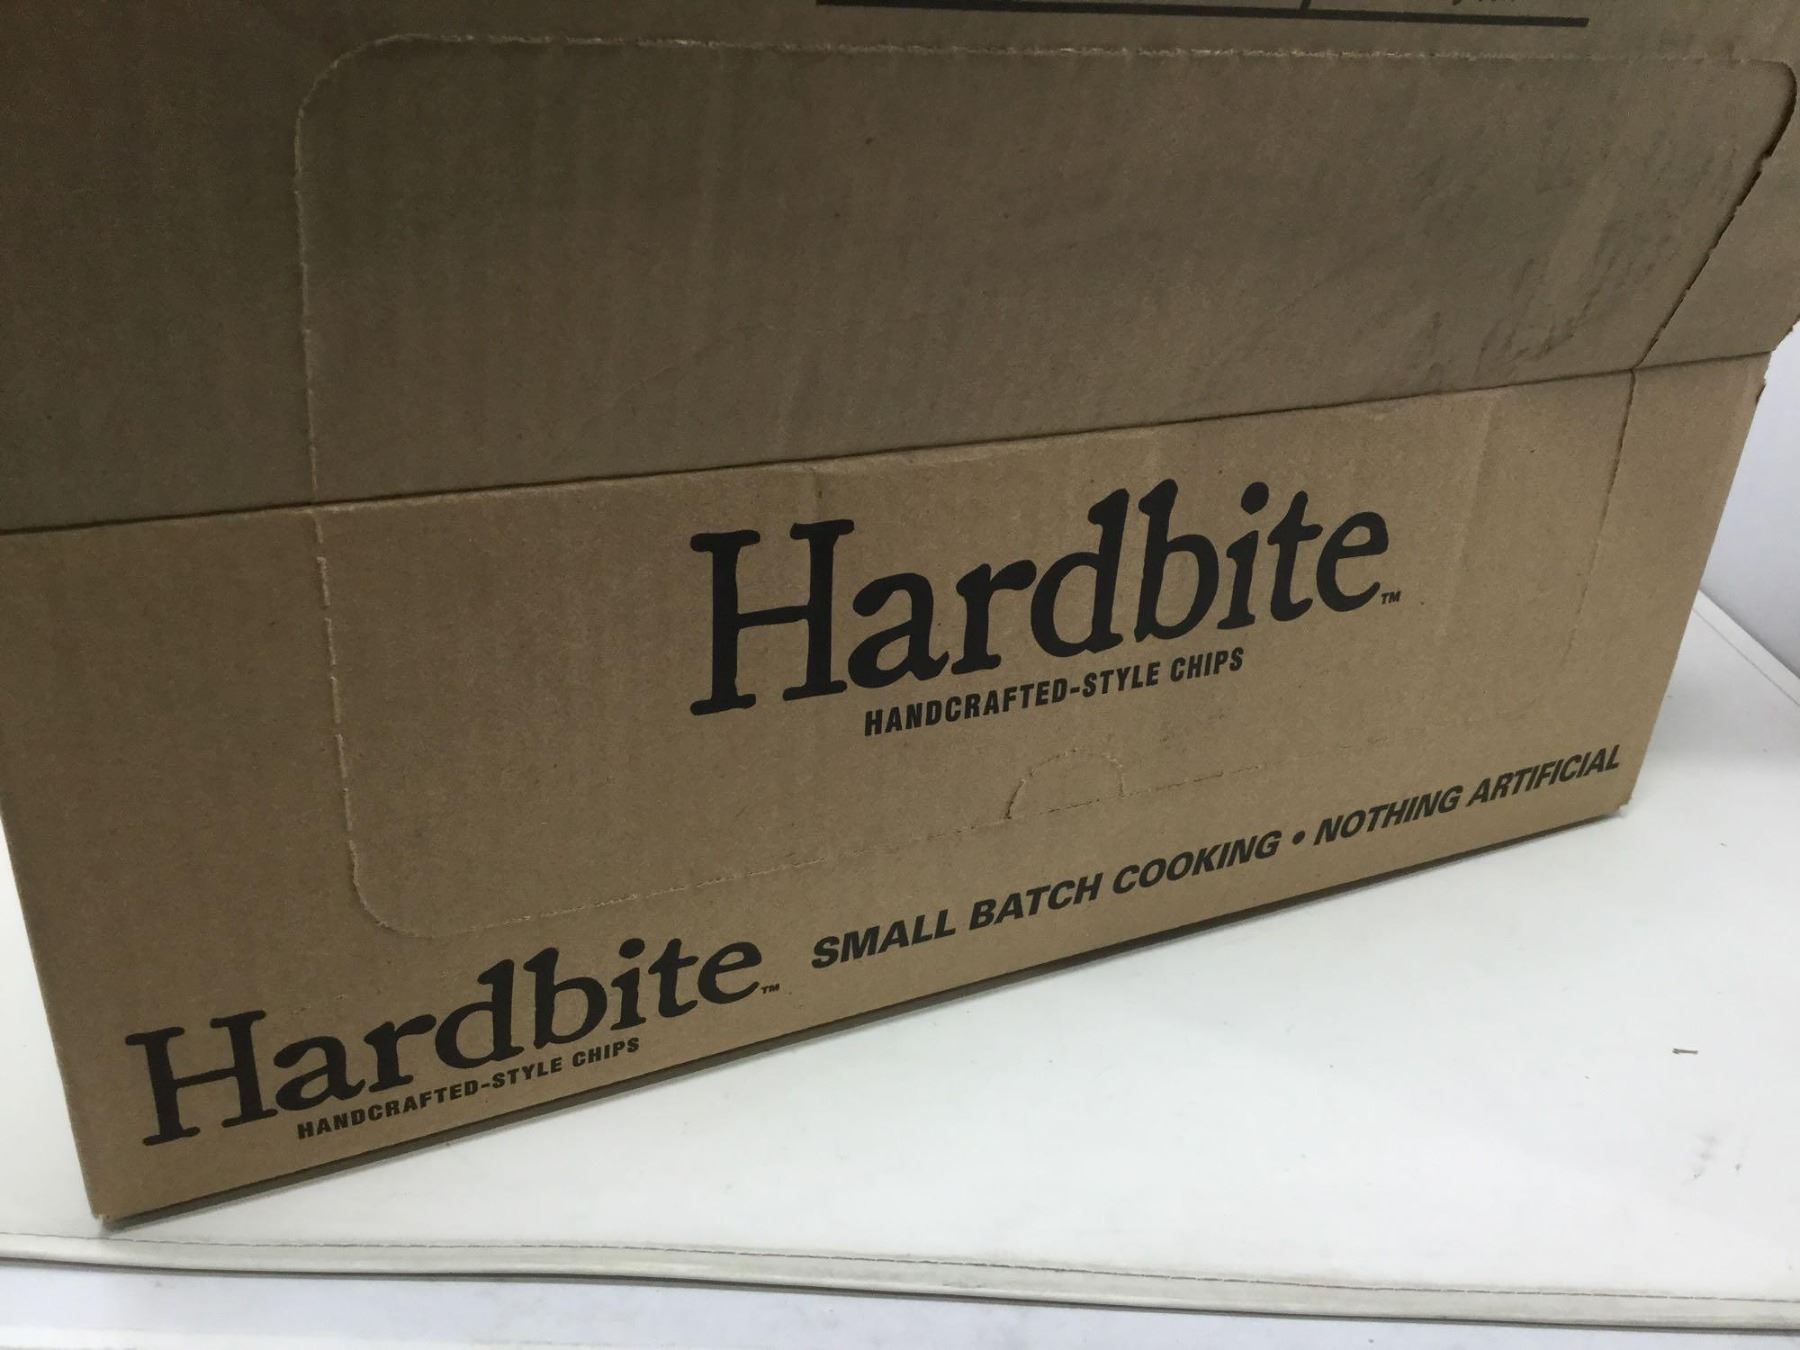 Hardbite™
HANDCRAFTED-STYLE CHIPS
Hardbite™ SMALL BATCH COOKING • NOTHING ARTIFICIAL
HANDCRAFTED-STYLE CHIPS